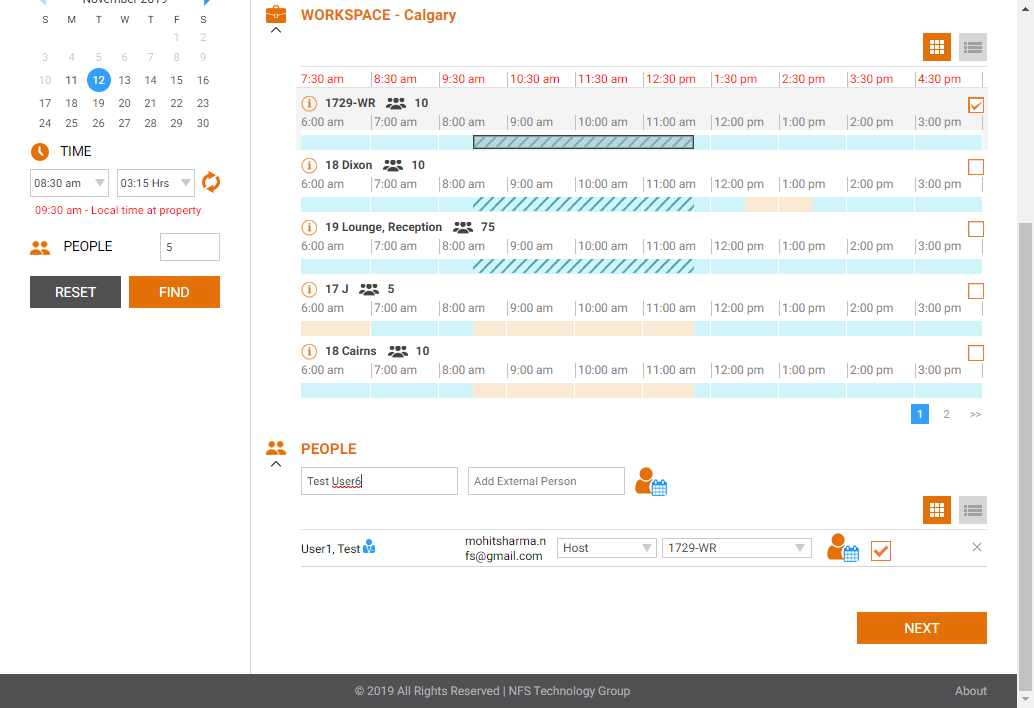 November 2019
S M T W T F S
1 2
3 4 5 6 7 8 9
10 11 12 13 14 15 16
17 18 19 20 21 22 23
24 25 26 27 28 29 30
TIME
08:30 am 03:15 Hrs
09:30 am - Local time at property
PEOPLE 5
RESET FIND
WORKSPACE - Calgary
7:30 am 8:30 am 9:30 am 10:30 am 11:30 am 12:30 pm 1:30 pm 2:30 pm 3:30 pm 4:30 pm
1729-WR 10
6:00 am 7:00 am 8:00 am 9:00 am 10:00 am 11:00 am 12:00 pm 1:00 pm 2:00 pm 3:00 pm
18 Dixon 10
6:00 am 7:00 am 8:00 am 9:00 am 10:00 am 11:00 am 12:00 pm 1:00 pm 2:00 pm 3:00 pm
19 Lounge, Reception 75
6:00 am 7:00 am 8:00 am 9:00 am 10:00 am 11:00 am 12:00 pm 1:00 pm 2:00 pm 3:00 pm
17 J 5
6:00 am 7:00 am 8:00 am 9:00 am 10:00 am 11:00 am 12:00 pm 1:00 pm 2:00 pm 3:00 pm
18 Cairns 10
6:00 am 7:00 am 8:00 am 9:00 am 10:00 am 11:00 am 12:00 pm 1:00 pm 2:00 pm 3:00 pm
1 2 >>
PEOPLE
Test User6 Add External Person
User1, Test mohitsharma.n Host 1729-WR
fs@gmail.com
NEXT
© 2019 All Rights Reserved | NFS Technology Group About